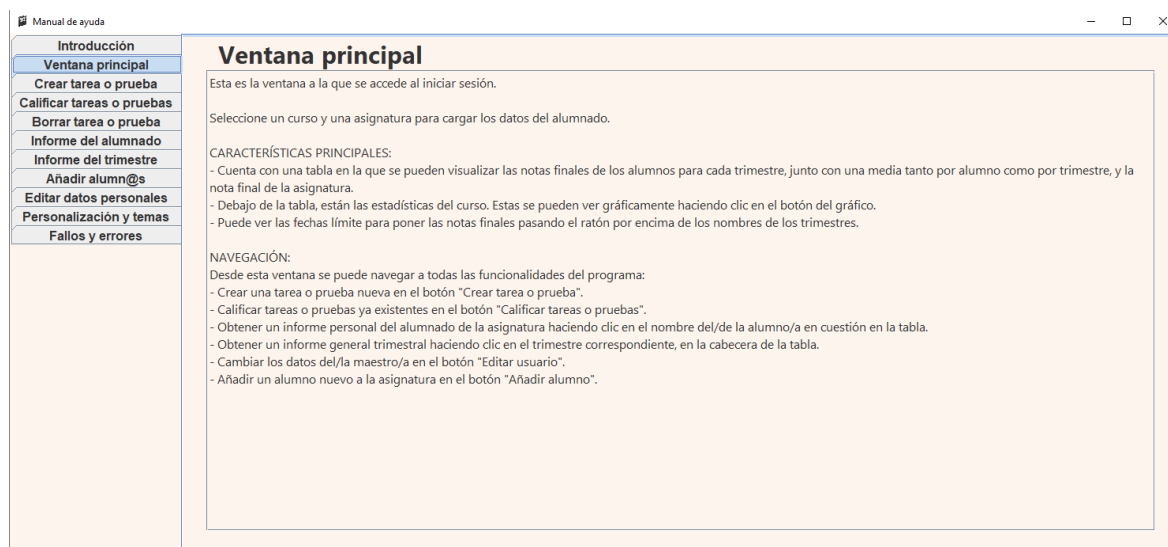 Manual de ayuda
Introducción
Ventana principal
Crear tarea o prueba
Calificar tareas o pruebas
Borrar tarea o prueba
Informe del alumnado
Informe del trimestre
Añadir alumn@s
Editar datos personales
Personalización y temas
Fallos y errores
Ventana principal
Esta es la ventana a la que se accede al iniciar sesión.
Seleccione un curso y una asignatura para cargar los datos del alumnado.
CARACTERÍSTICAS PRINCIPALES:
- Cuenta con una tabla en la que se pueden visualizar las notas finales de los alumnos para cada trimestre, junto con una media tanto por alumno como por trimestre, y la
nota final de la asignatura.
- Debajo de la tabla, están las estadísticas del curso. Estas se pueden ver gráficamente haciendo clic en el botón del gráfico.
- Puede ver las fechas límite para poner las notas finales pasando el ratón por encima de los nombres de los trimestres.
NAVEGACIÓN:
Desde esta ventana se puede navegar a todas las funcionalidades del programa:
- Crear una tarea o prueba nueva en el botón "Crear tarea o prueba".
- Calificar tareas o pruebas ya existentes en el botón "Calificar tareas o pruebas".
- Obtener un informe personal del alumnado de la asignatura haciendo clic en el nombre del/de la alumno/a en cuestión en la tabla.
- Obtener un informe general trimestral haciendo clic en el trimestre correspondiente, en la cabecera de la tabla.
- Cambiar los datos del/la maestro/a en el botón "Editar usuario".
- Añadir un alumno nuevo a la asignatura en el botón "Añadir alumno".